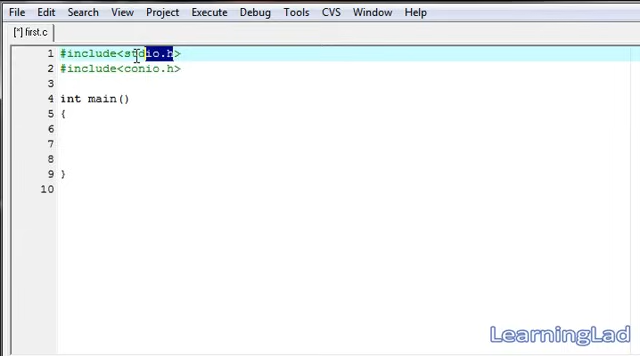 File Edit Search View Project Execute Debug Tools CVS Window Help
[*] first.c
1 #include<stdio.h>
2 #include<conio.h>
3
4 int main()
5 {
6
7
8
9 }
10
LearningLad